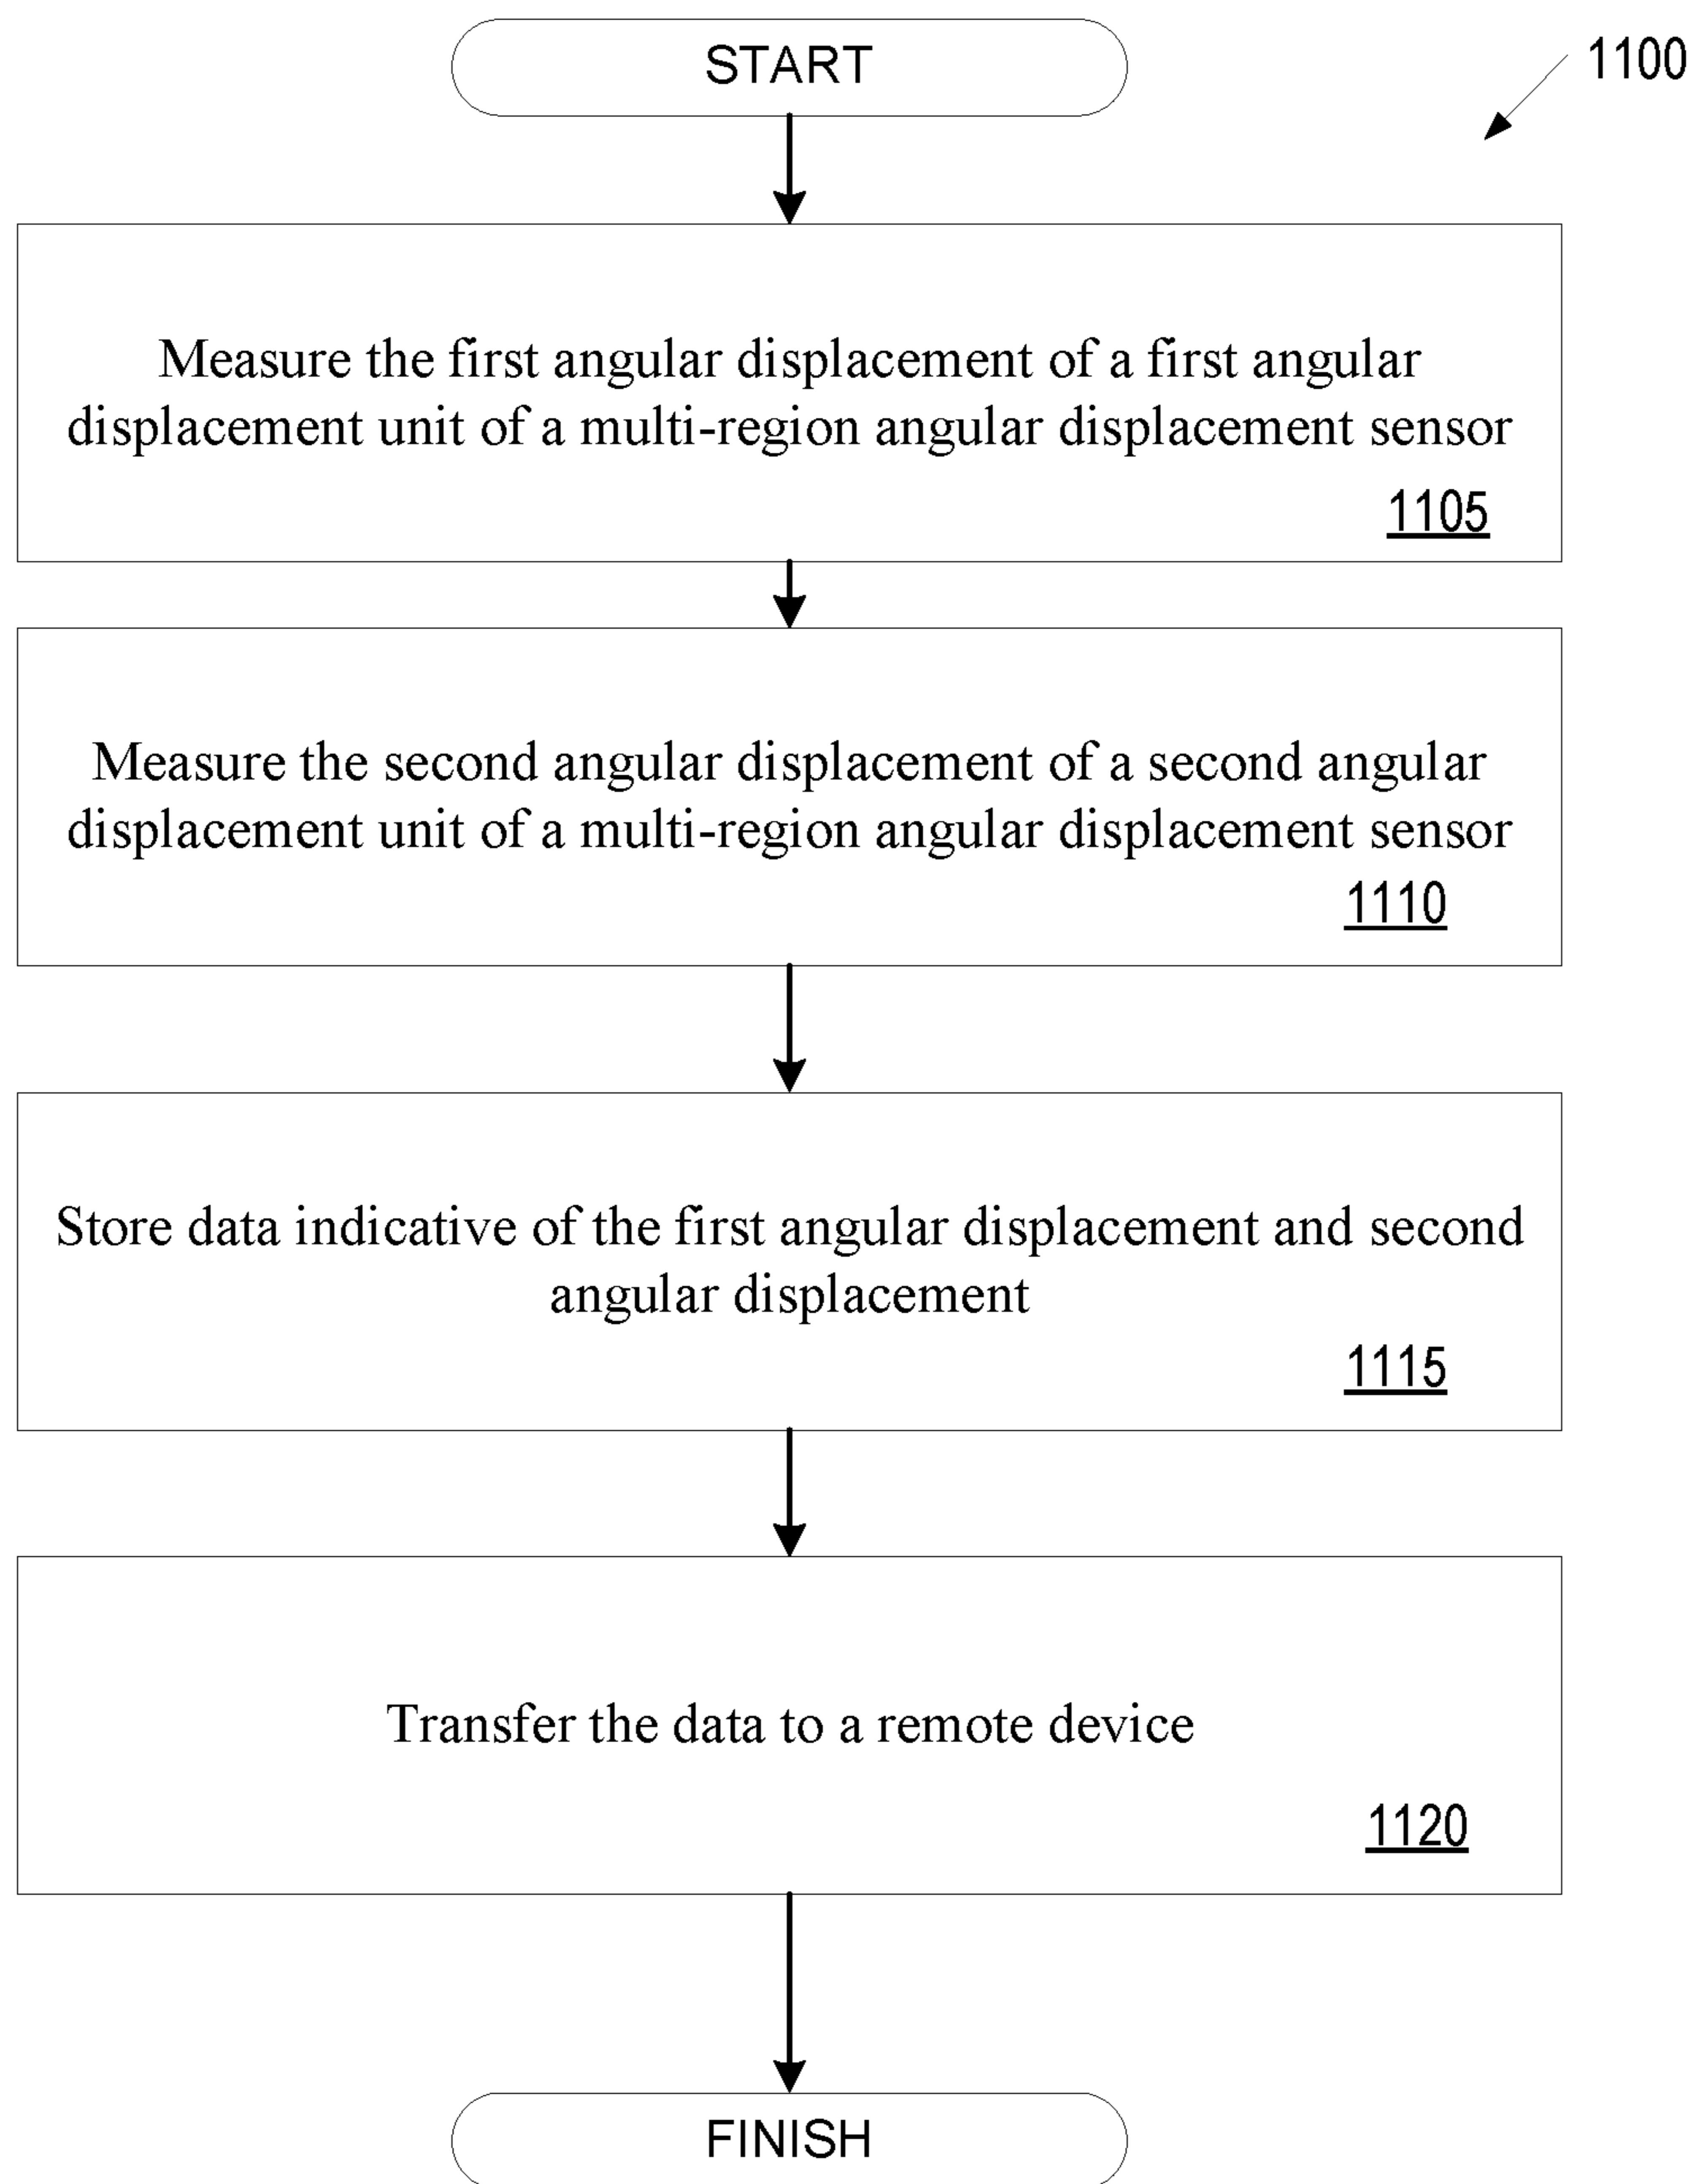 START
1100
Measure the first angular displacement of a first angular
displacement unit of a multi-region angular displacement sensor
1105
Measure the second angular displacement of a second angular
displacement unit of a multi-region angular displacement sensor
1110
Store data indicative of the first angular displacement and second
angular displacement
1115
Transfer the data to a remote device
1120
FINISH